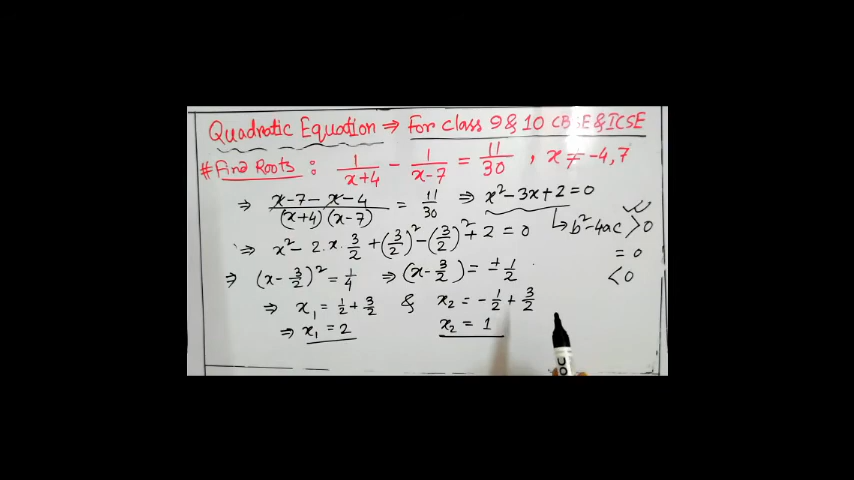 Quadratic Equation ⇒ For class 9 & 10 CBSE & ICSE
# Find Roots : 1/(x+4) - 1/(x-7) = 11/30 , x ≠ -4, 7
⇒ (x-7-x-4)/((x+4)(x-7)) = 11/30 ⇒ x²-3x+2=0
↳ b²-4ac > 0
= 0
< 0
⇒ x² - 2.x.3/2 + (3/2)² - (3/2)² + 2 = 0
⇒ (x-3/2)² = 1/4 ⇒ (x-3/2) = ±1/2
⇒ x₁ = 1/2 + 3/2 & x₂ = -1/2 + 3/2
⇒ x₁ = 2 x₂ = 1